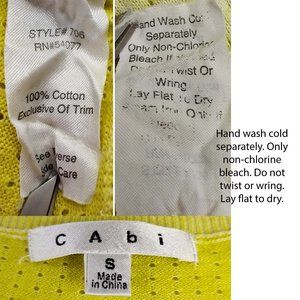 STYLE# 706
RN#54077
100% Cotton
Exclusive Of Trim
See
Care
Hand Wash Cold
Separately
Only Non-Chlorine
Bleach If
Twist Or
Wring
Lay Flat To Dry
Hand wash cold
separately. Only
non-chlorine
bleach. Do not
twist or wring.
Lay flat to dry.
CAbi
S
Made
in China